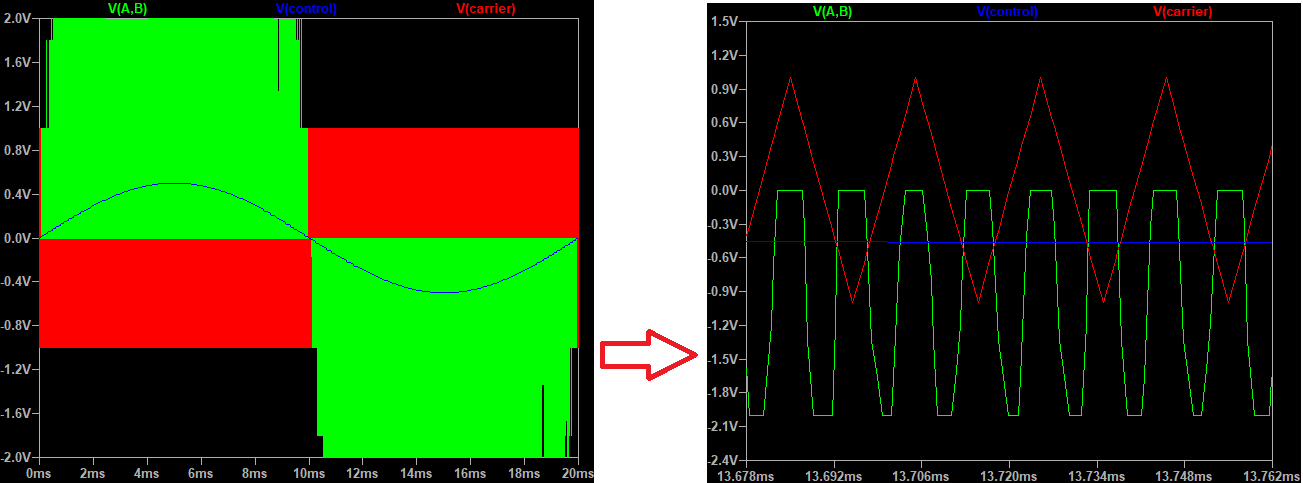 V(A,B) V(control) V(carrier)
2.0V
1.6V
1.2V
0.8V
0.4V
0.0V
-0.4V
-0.8V
-1.2V
-1.6V
-2.0V
0ms 2ms 4ms 6ms 8ms 10ms 12ms 14ms 16ms 18ms 20ms
V(A,B) V(control) V(carrier)
1.5V
1.2V
0.9V
0.6V
0.3V
0.0V
-0.3V
-0.6V
-0.9V
-1.2V
-1.5V
-1.8V
-2.1V
-2.4V
13.678ms 13.692ms 13.706ms 13.720ms 13.734ms 13.748ms 13.762ms